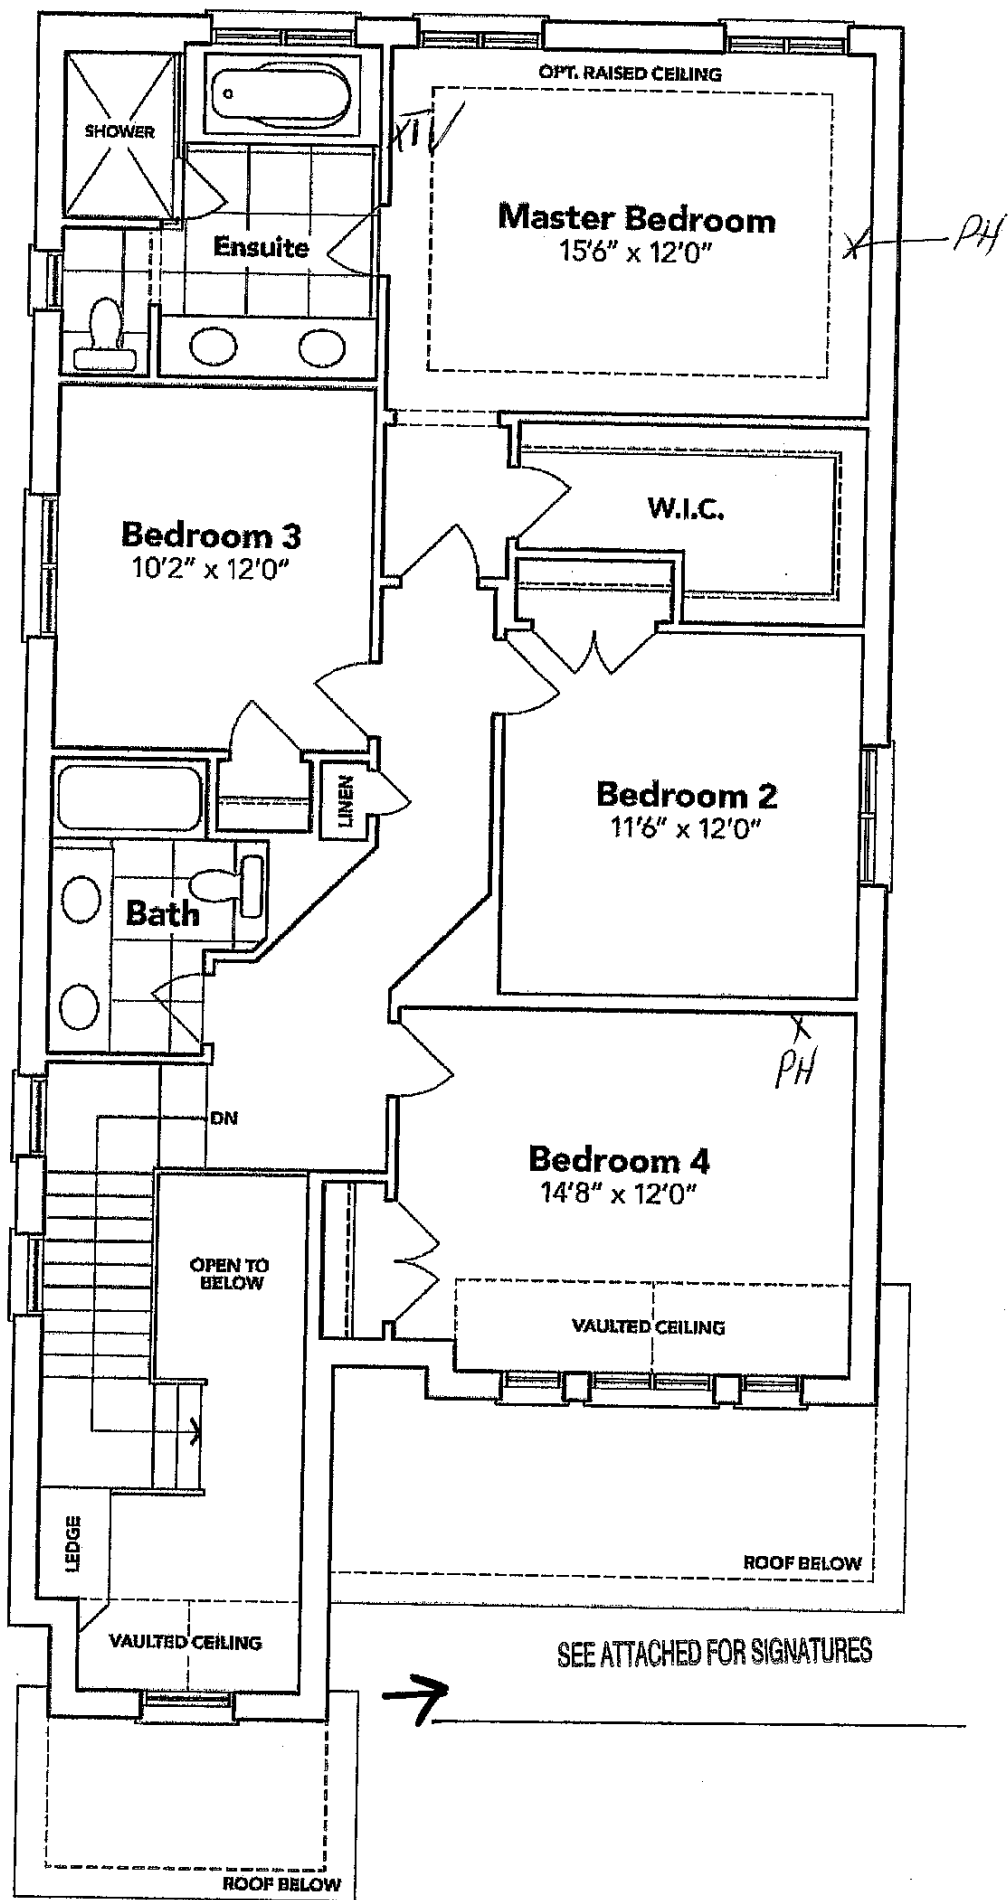 OPT. RAISED CEILING
SHOWER
XTV
Master Bedroom
15'6" x 12'0"
X PH
Ensuite
W.I.C.
Bedroom 3
10'2" x 12'0"
LINEN
Bedroom 2
11'6" x 12'0"
Bath
X
PH
DN
Bedroom 4
14'8" x 12'0"
OPEN TO
BELOW
VAULTED CEILING
LEDGE
ROOF BELOW
VAULTED CEILING
SEE ATTACHED FOR SIGNATURES
ROOF BELOW